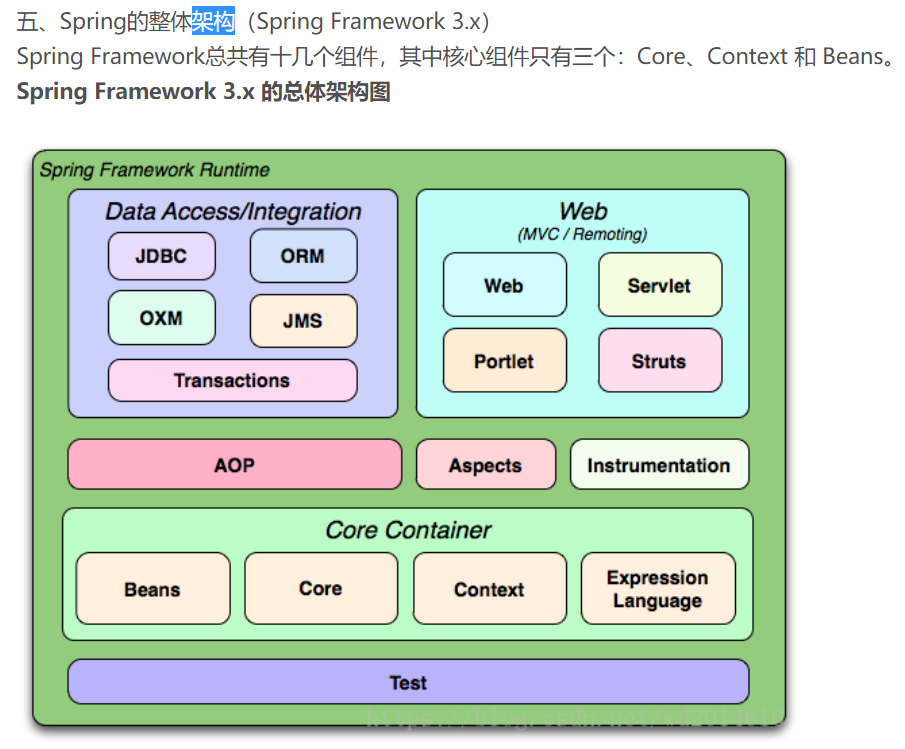 五、Spring的整体架构（Spring Framework 3.x）
Spring Framework总共有十几个组件，其中核心组件只有三个：Core、Context 和 Beans。
Spring Framework 3.x 的总体架构图
Spring Framework Runtime
Data Access/Integration
JDBC
ORM
OXM
JMS
Transactions
Web
(MVC / Remoting)
Web
Servlet
Portlet
Struts
AOP
Aspects
Instrumentation
Core Container
Beans
Core
Context
Expression
Language
Test